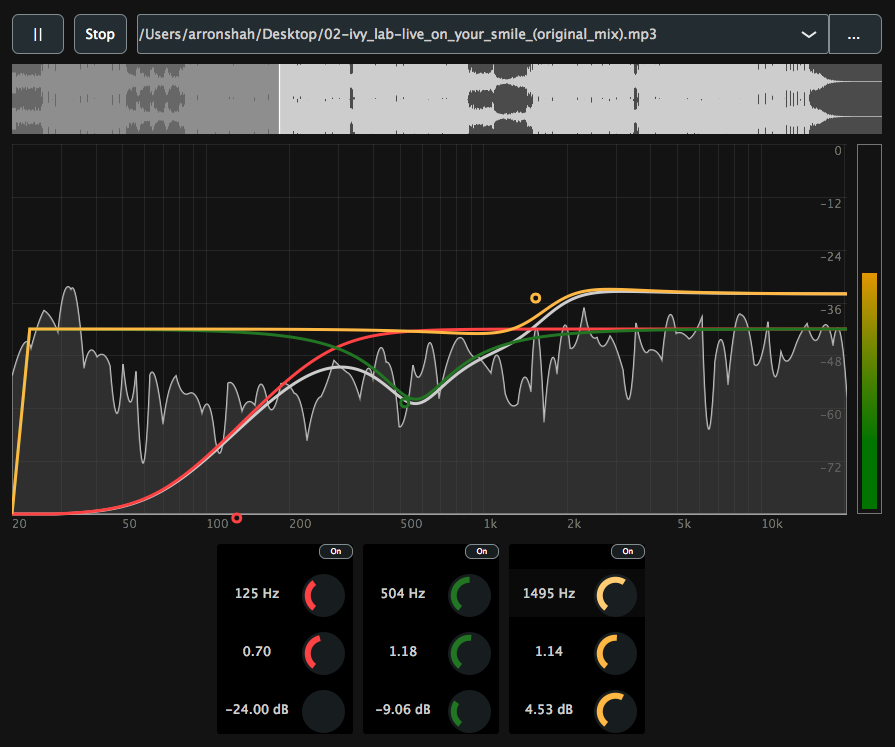 || Stop /Users/arronshah/Desktop/02-ivy_lab-live_on_your_smile_(original_mix).mp3 ...
0
-12
-24
-36
-48
-60
-72
20 50 100 200 500 1k 2k 5k 10k
On On On
125 Hz 504 Hz 1495 Hz
0.70 1.18 1.14
-24.00 dB -9.06 dB 4.53 dB